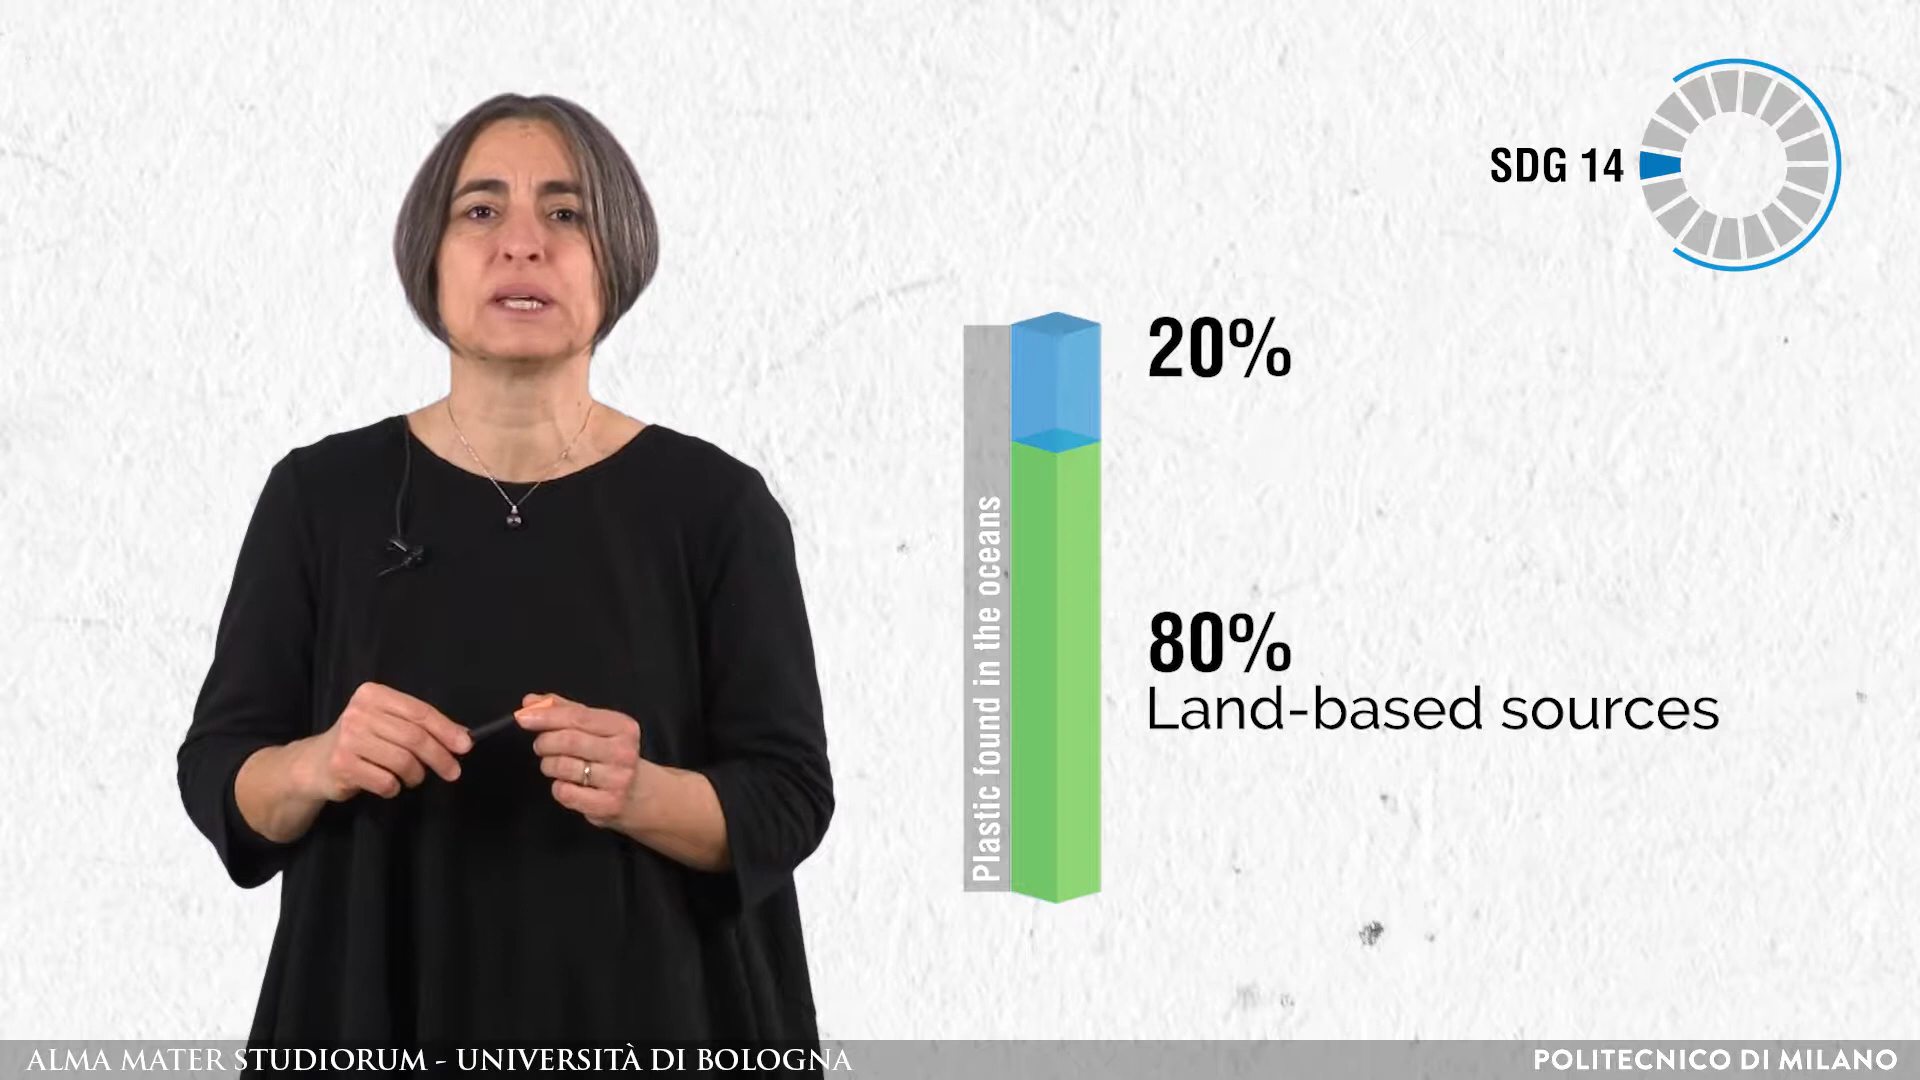 SDG 14
20%
80%
Land-based sources
Plastic found in the oceans
ALMA MATER STUDIORUM - UNIVERSITÀ DI BOLOGNA
POLITECNICO DI MILANO